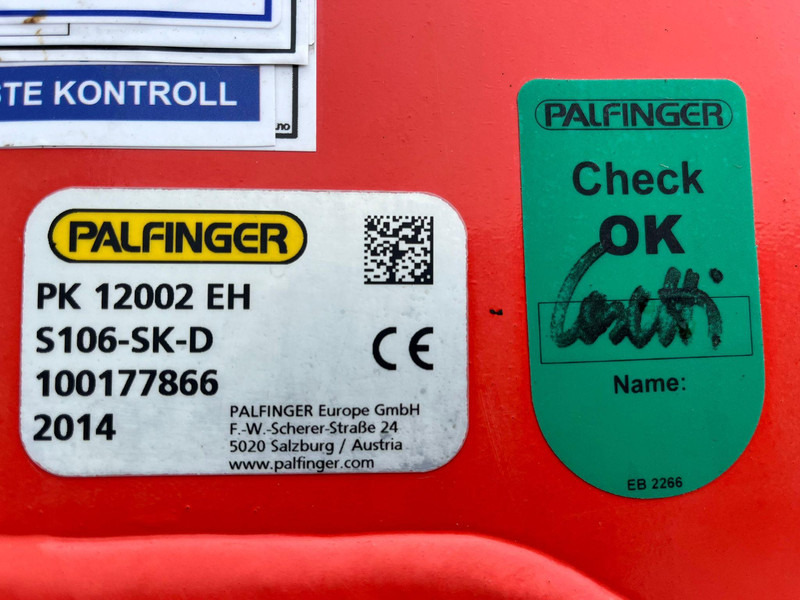 STE KONTROLL
.no
PALFINGER
PK 12002 EH
S106-SK-D
100177866
2014
CE
PALFINGER Europe GmbH
F.-W.-Scherer-Straße 24
5020 Salzburg / Austria
www.palfinger.com
PALFINGER
Check
OK
Name:
EB 2266